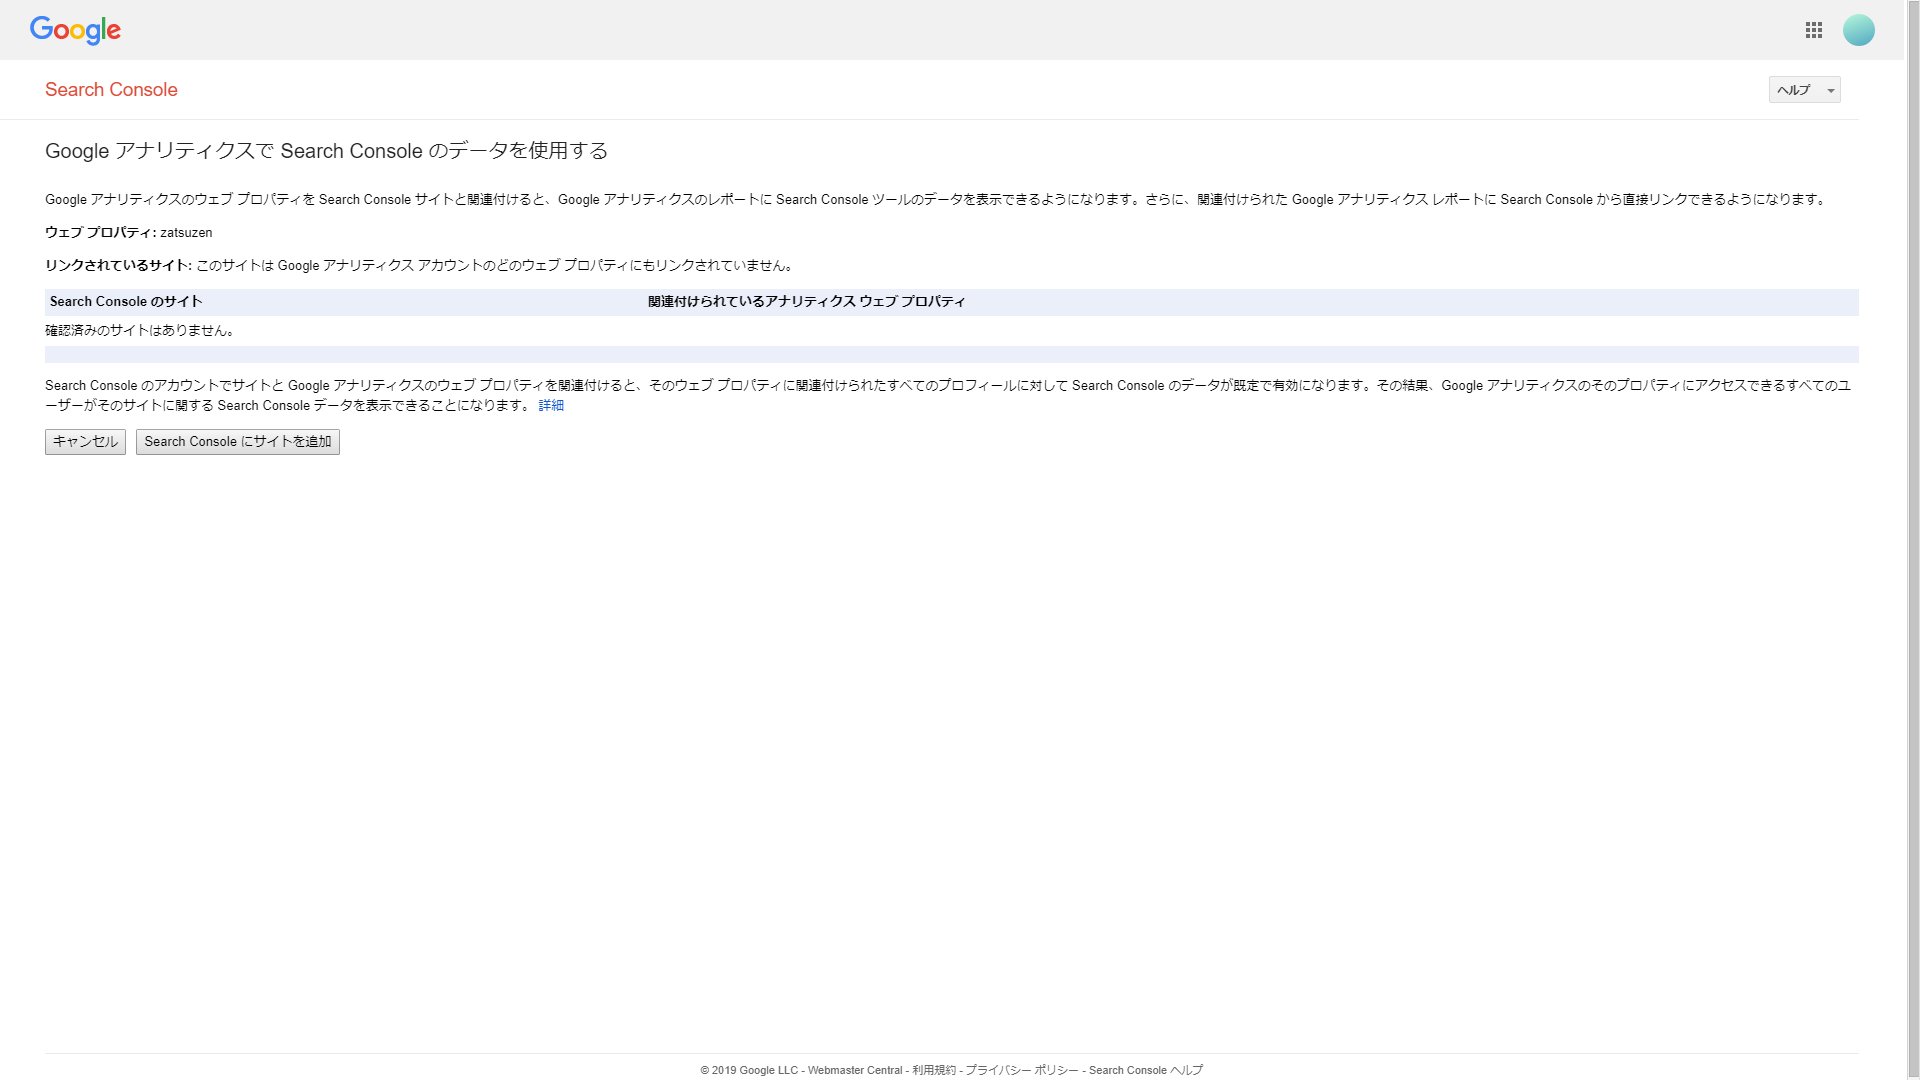 Google
Search Console
ヘルプ
Google アナリティクスで Search Console のデータを使用する
Google アナリティクスのウェブ プロパティを Search Console サイトと関連付けると、Google アナリティクスのレポートに Search Console ツールのデータを表示できるようになります。さらに、関連付けられた Google アナリティクス レポートに Search Console から直接リンクできるようになります。
ウェブ プロパティ: zatsuzen
リンクされているサイト: このサイトは Google アナリティクス アカウントのどのウェブ プロパティにもリンクされていません。
Search Console のサイト 関連付けられているアナリティクス ウェブ プロパティ
確認済みのサイトはありません。
Search Console のアカウントでサイトと Google アナリティクスのウェブ プロパティを関連付けると、そのウェブ プロパティに関連付けられたすべてのプロフィールに対して Search Console のデータが既定で有効になります。その結果、Google アナリティクスのそのプロパティにアクセスできるすべてのユ
ーザーがそのサイトに関する Search Console データを表示できることになります。 詳細
キャンセル Search Console にサイトを追加
© 2019 Google LLC - Webmaster Central - 利用規約 - プライバシー ポリシー - Search Console ヘルプ